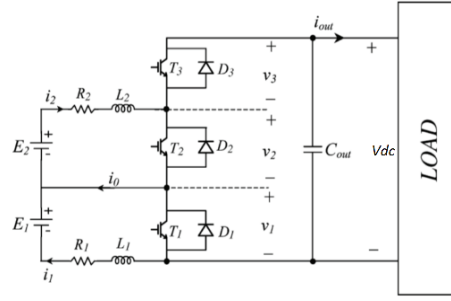 i_out
+
+
T_3
D_3
v_3
i_2
R_2
L_2
−
+
+
E_2
−
T_2
D_2
v_2
C_out
Vdc
LOAD
i_0
−
+
+
E_1
−
T_1
D_1
v_1
R_1
L_1
−
−
i_1